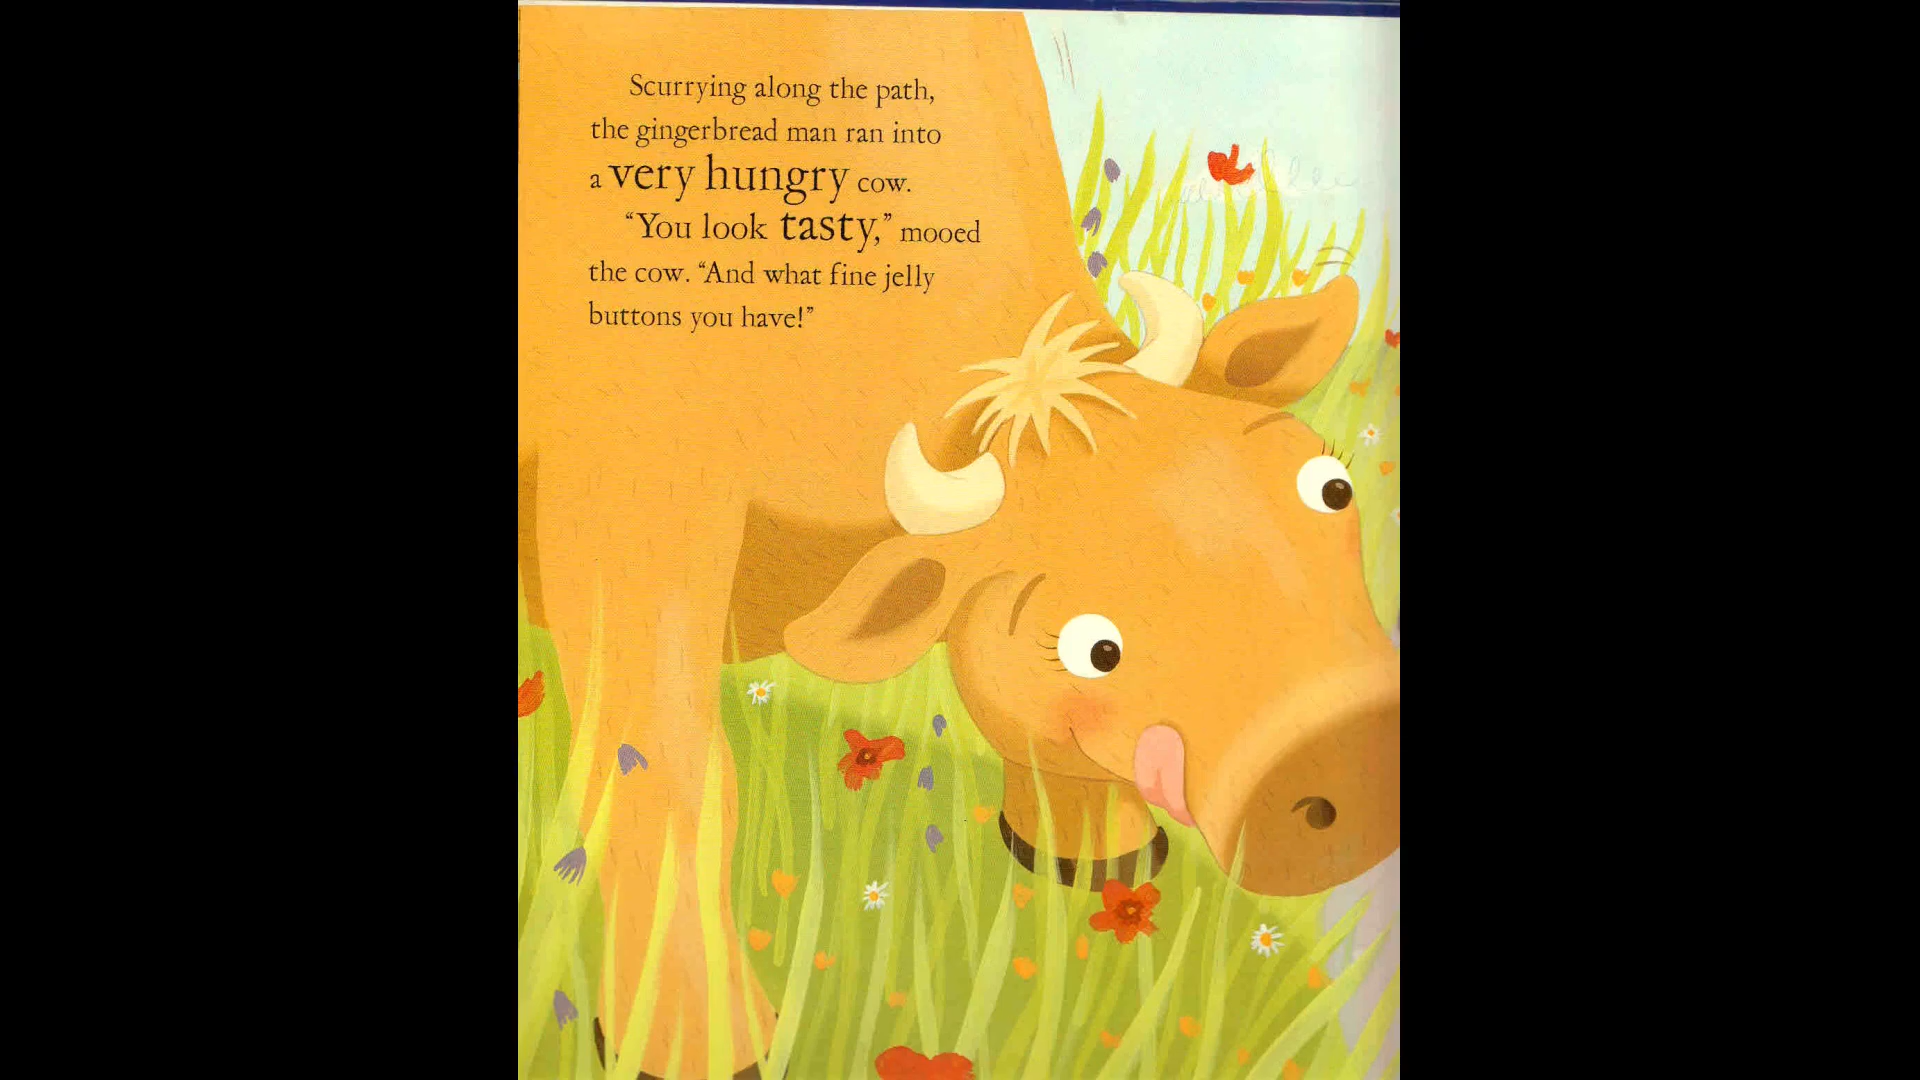 Scurrying along the path,
the gingerbread man ran into
a very hungry cow.
“You look tasty,” mooed
the cow. “And what fine jelly
buttons you have!”